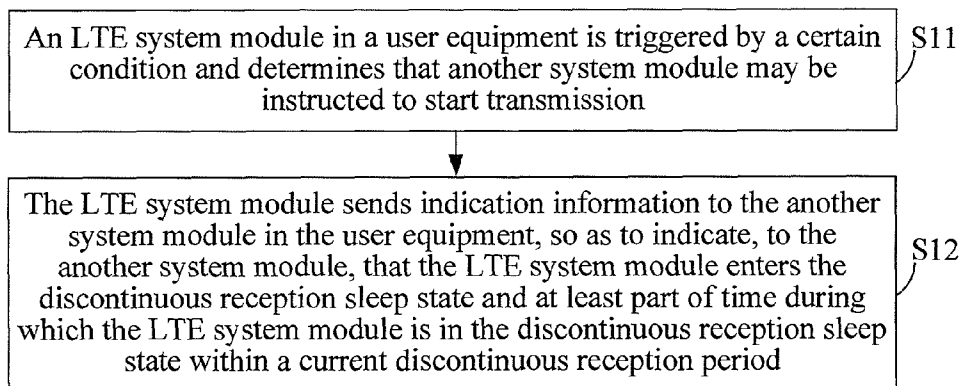 An LTE system module in a user equipment is triggered by a certain
condition and determines that another system module may be
instructed to start transmission
S11
The LTE system module sends indication information to the another
system module in the user equipment, so as to indicate, to the
another system module, that the LTE system module enters the
discontinuous reception sleep state and at least part of time during
which the LTE system module is in the discontinuous reception sleep
state within a current discontinuous reception period
S12